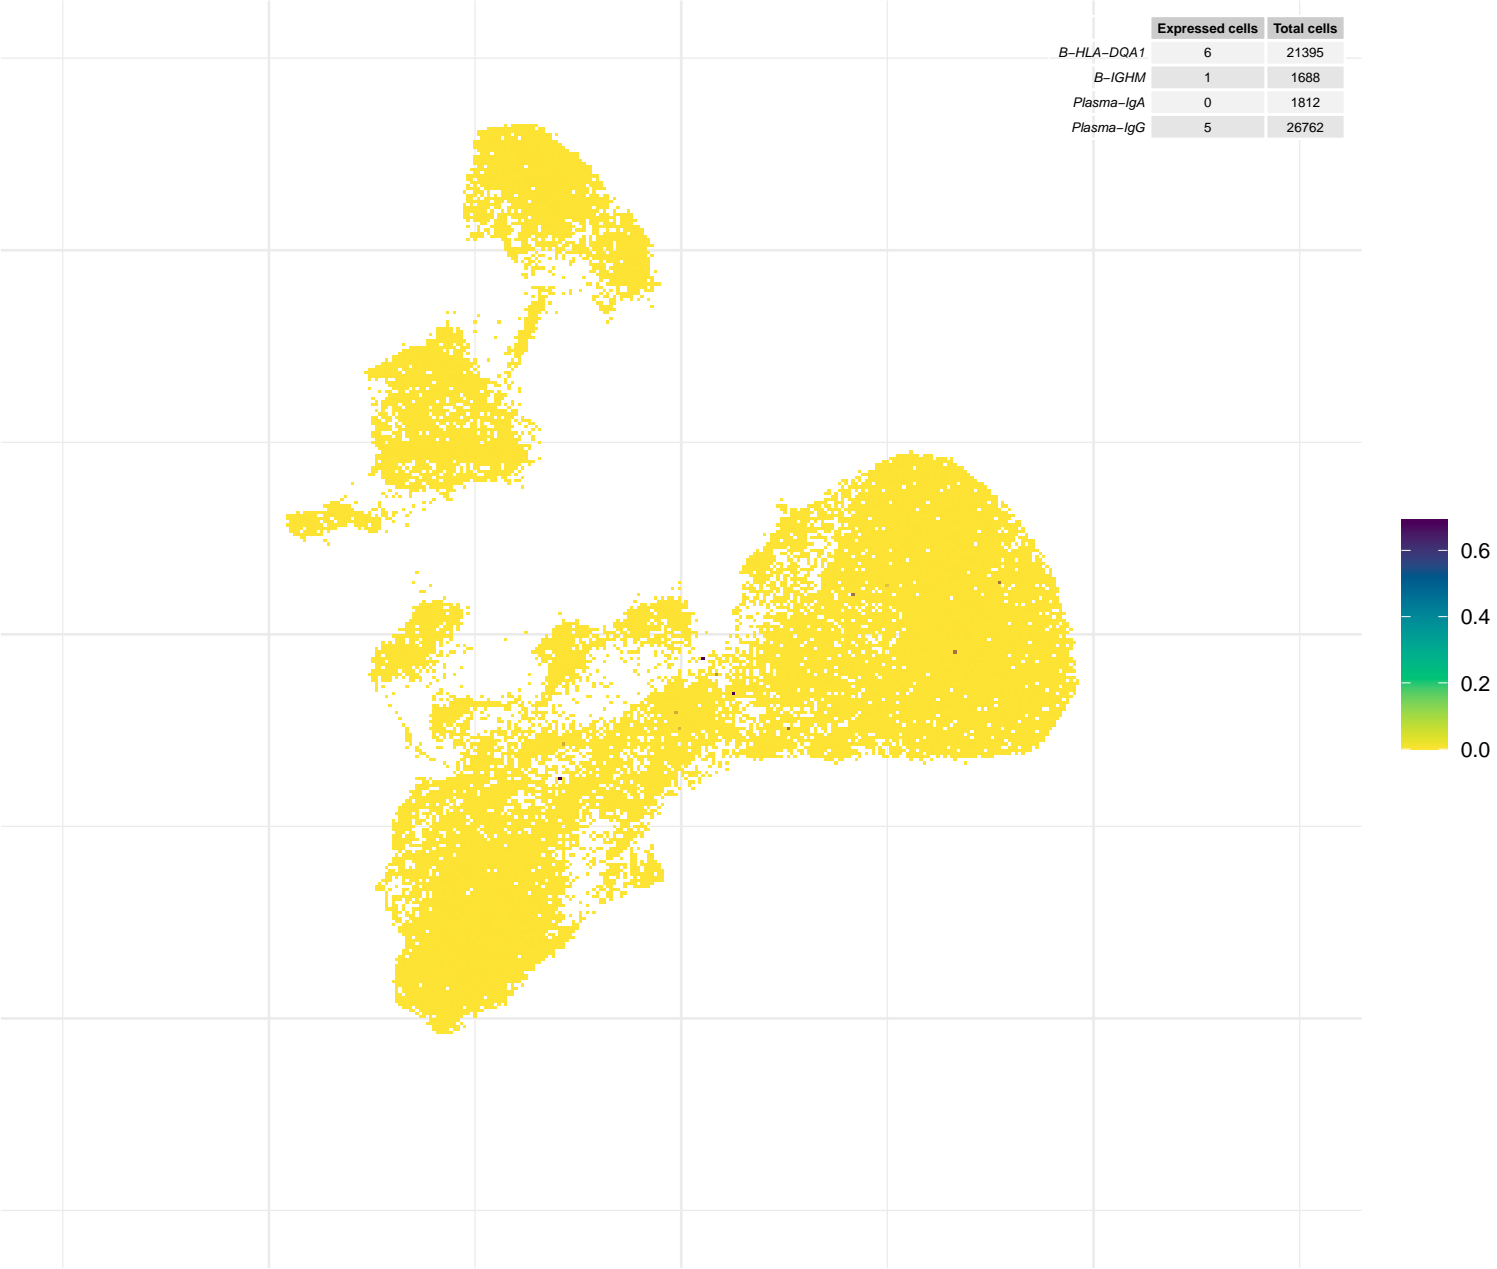 Expressed cells Total cells
B−HLA−DQA1 6 21395
B−IGHM 1 1688
Plasma−IgA 0 1812
Plasma−IgG 5 26762
0.6
0.4
0.2
0.0